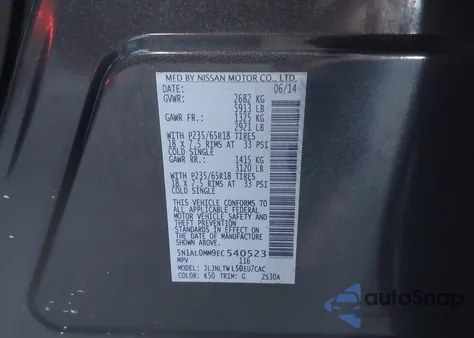 MFD BY NISSAN MOTOR CO., LTD.
DATE: 06/14
GVWR: 2682 KG
5913 LB
GAWR FR.: 1325 KG
2921 LB
WITH P235/65R18 TIRES
18 X 7.5 RIMS AT 33 PSI
COLD SINGLE
GAWR RR.: 1415 KG
3120 LB
WITH P235/65R18 TIRES
18 X 7.5 RIMS AT 33 PSI
COLD SINGLE
THIS VEHICLE CONFORMS TO
ALL APPLICABLE FEDERAL
MOTOR VEHICLE SAFETY AND
THEFT PREVENTION
STANDARDS IN EFFECT ON
THE DATE OF MANUFACTURE
SHOWN ABOVE.
5N1AL0MM9EC540523
MPV 116
MODEL: JLJNLTWL50EU7CAC
COLOR: K50 TRIM: G ZS30A
autoSnap